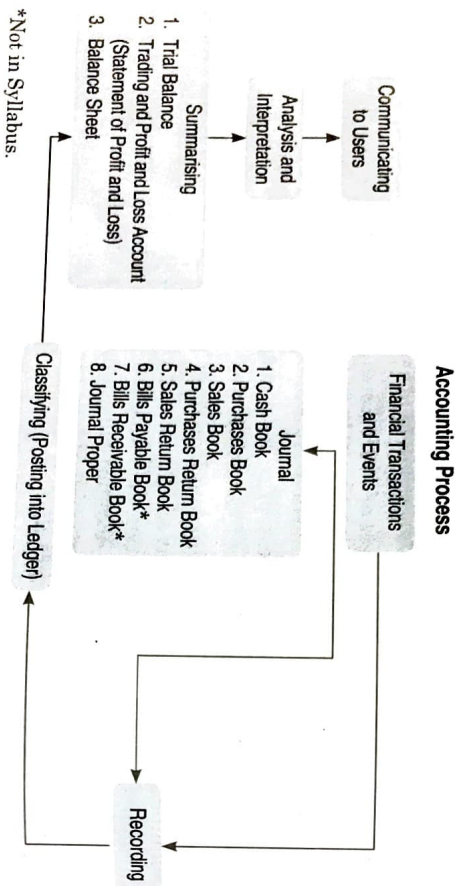 Accounting Process
Financial Transactions
and Events
Recording
Journal
1. Cash Book
2. Purchases Book
3. Sales Book
4. Purchases Return Book
5. Sales Return Book
6. Bills Payable Book*
7. Bills Receivable Book*
8. Journal Proper
Classifying (Posting into Ledger)
Summarising
1. Trial Balance
2. Trading and Profit and Loss Account
(Statement of Profit and Loss)
3. Balance Sheet
Analysis and
Interpretation
Communicating
to Users
*Not in Syllabus.